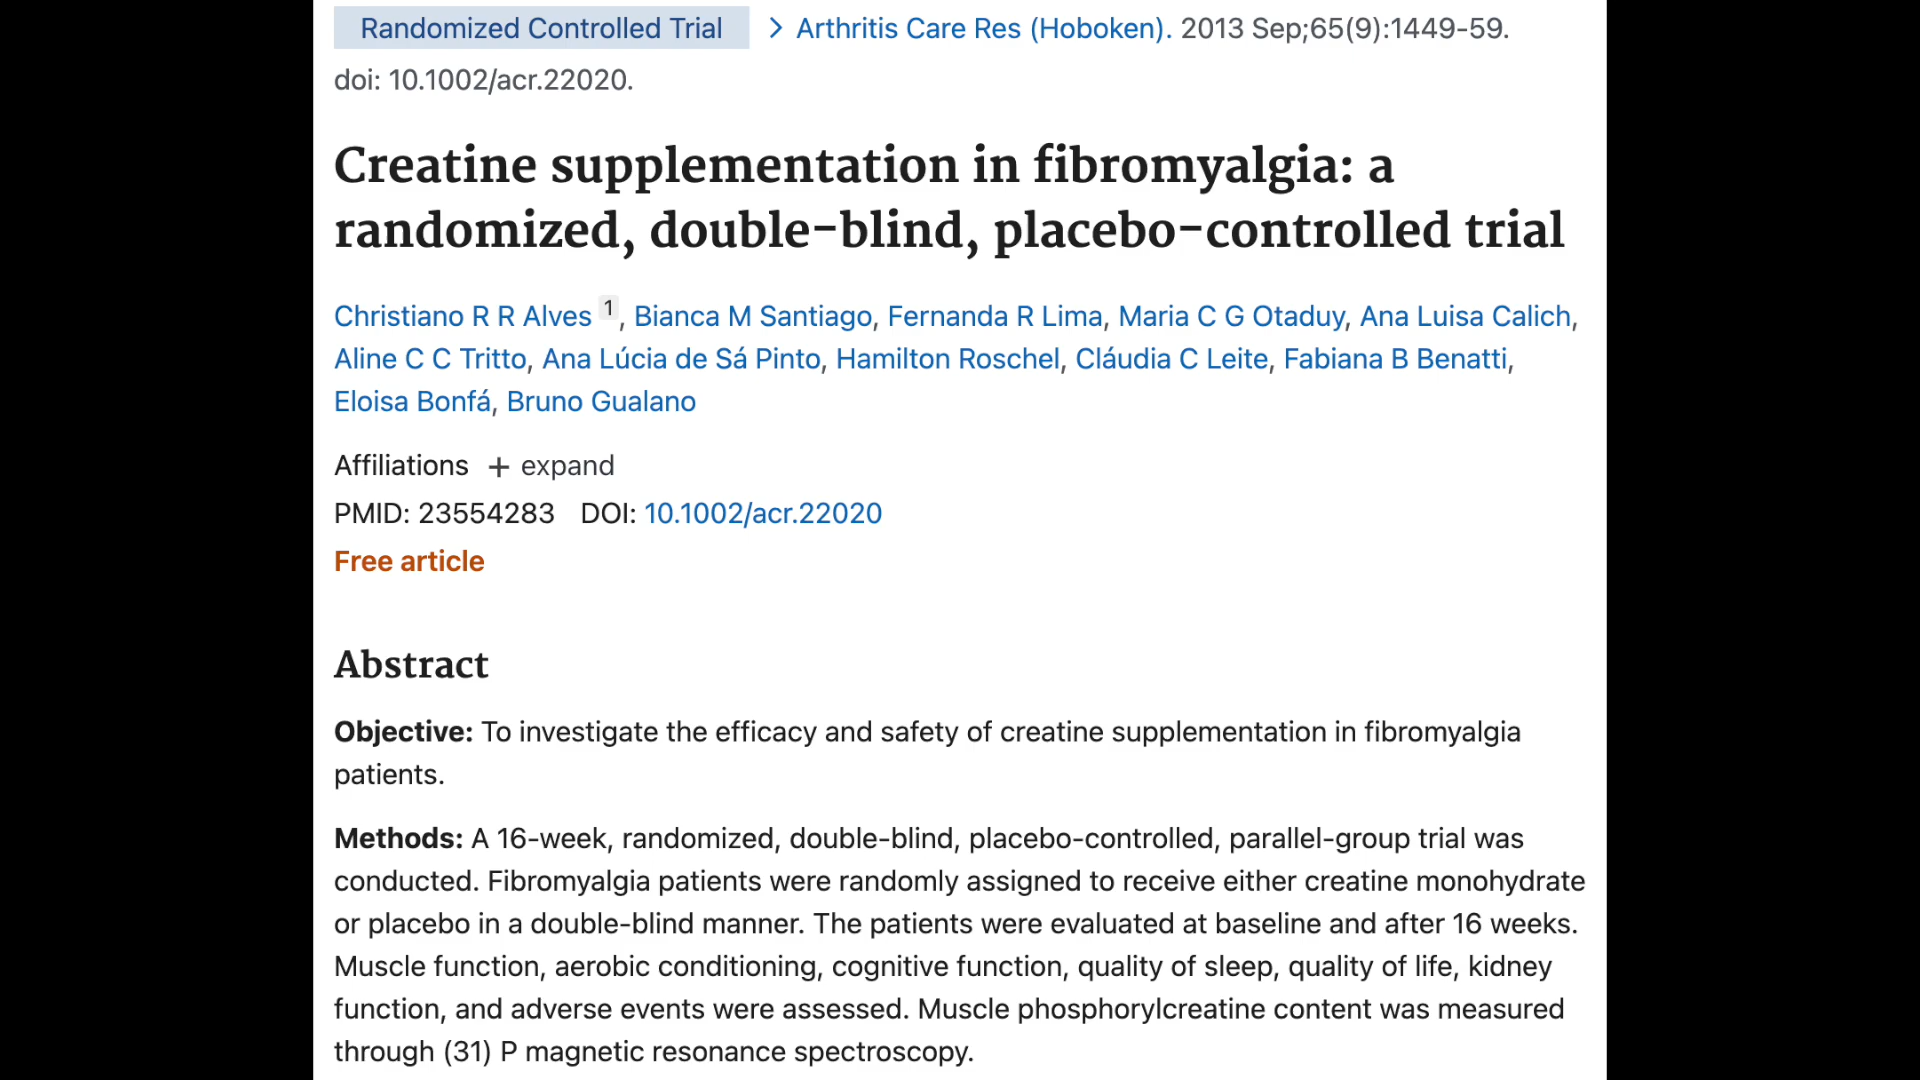 Randomized Controlled Trial > Arthritis Care Res (Hoboken). 2013 Sep;65(9):1449-59.
doi: 10.1002/acr.22020.
Creatine supplementation in fibromyalgia: a
randomized, double-blind, placebo-controlled trial
Christiano R R Alves 1, Bianca M Santiago, Fernanda R Lima, Maria C G Otaduy, Ana Luisa Calich,
Aline C C Tritto, Ana Lúcia de Sá Pinto, Hamilton Roschel, Cláudia C Leite, Fabiana B Benatti,
Eloisa Bonfá, Bruno Gualano
Affiliations + expand
PMID: 23554283 DOI: 10.1002/acr.22020
Free article
Abstract
Objective: To investigate the efficacy and safety of creatine supplementation in fibromyalgia
patients.
Methods: A 16-week, randomized, double-blind, placebo-controlled, parallel-group trial was
conducted. Fibromyalgia patients were randomly assigned to receive either creatine monohydrate
or placebo in a double-blind manner. The patients were evaluated at baseline and after 16 weeks.
Muscle function, aerobic conditioning, cognitive function, quality of sleep, quality of life, kidney
function, and adverse events were assessed. Muscle phosphorylcreatine content was measured
through (31) P magnetic resonance spectroscopy.